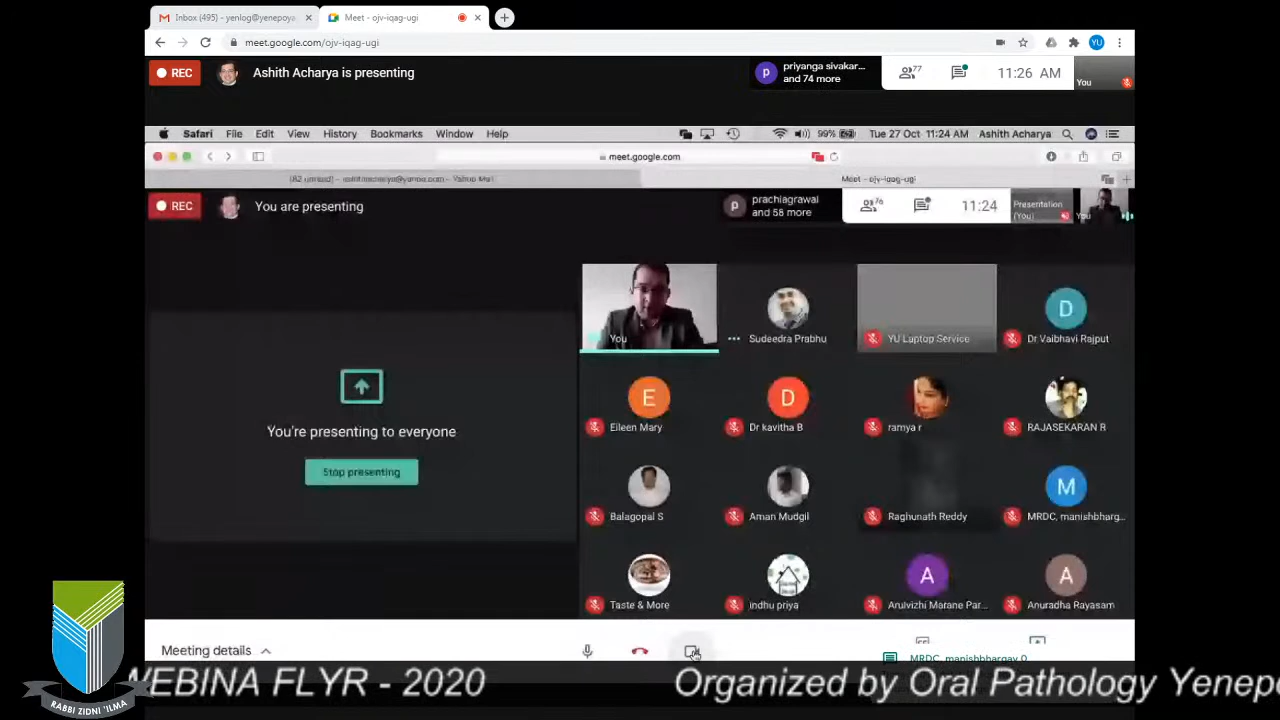 Inbox (495) - yenlog@yenepoya
Meet - ojv-iqag-ugi
meet.google.com/ojv-iqag-ugi
YU
REC
Ashith Acharya is presenting
p
priyanga sivakar...
and 74 more
77
11:26 AM
You
Safari File Edit View History Bookmarks Window Help
99%
Tue 27 Oct 11:24 AM Ashith Acharya
meet.google.com
Meet - ojv-iqag-ugi
REC
You are presenting
p
prachiagrawal
and 58 more
76
11:24
Presentation
(You)
You
You
Sudeedra Prabhu
YU Laptop Service
D
Dr Vaibhavi Rajput
E
Eileen Mary
D
Dr kavitha B
ramya r
RAJASEKARAN R
You're presenting to everyone
Stop presenting
Balagopal S
Aman Mudgil
Raghunath Reddy
M
MRDC, manishbharg...
Taste & More
indhu priya
A
Arulvizhi Marane Par...
A
Anuradha Rayasam
Meeting details
MRDC, manishbhargav 0
WEBINA FLYR - 2020
Organized by Oral Pathology Yenepo
RABBI ZIDNI 'ILMA